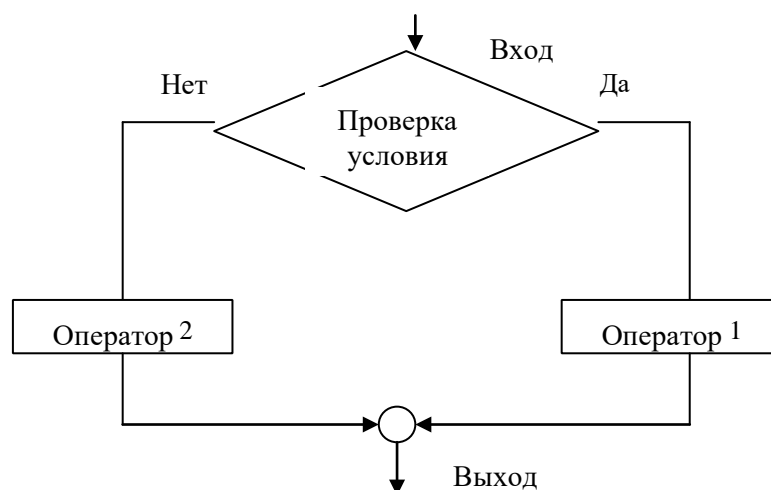 Вход
Нет
Да
Проверка
условия
Оператор 2
Оператор 1
Выход